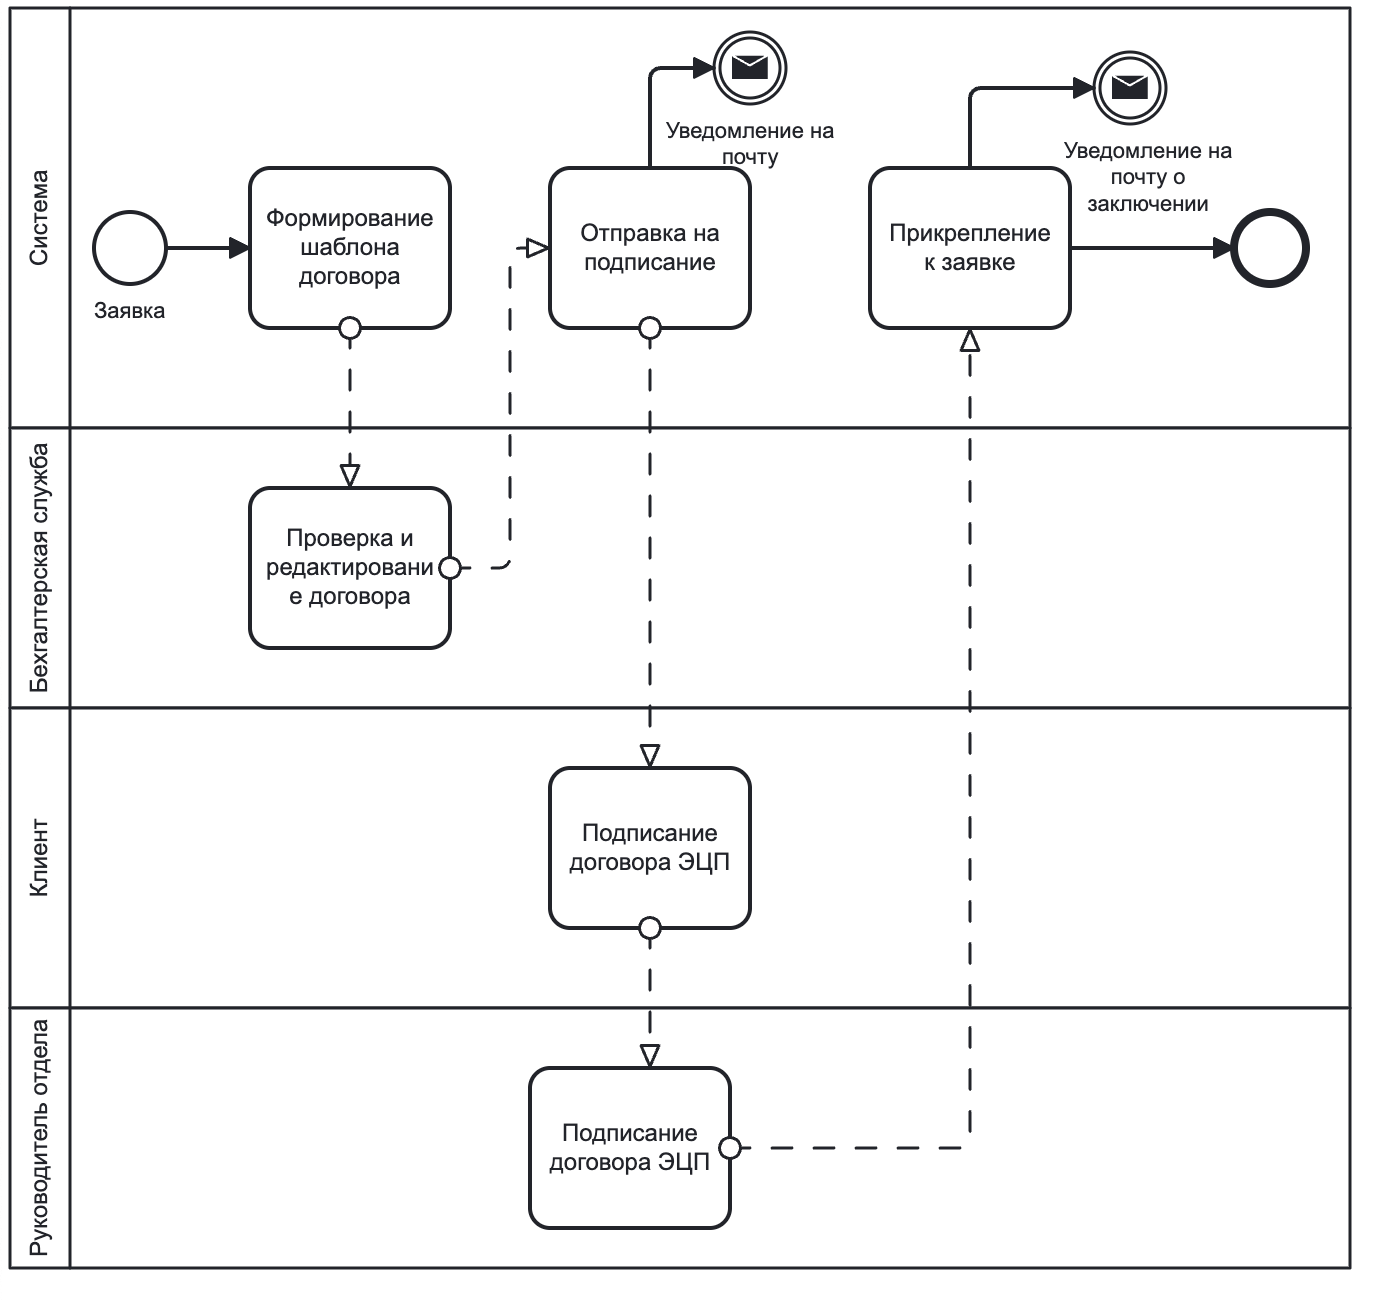 Система
Заявка
Формирование
шаблона
договора
Отправка на
подписание
Уведомление на
почту
Прикрепление
к заявке
Уведомление на
почту о
заключении
Бехгалтерская служба
Проверка и
редактировани
е договора
Клиент
Подписание
договора ЭЦП
Руководитель отдела
Подписание
договора ЭЦП